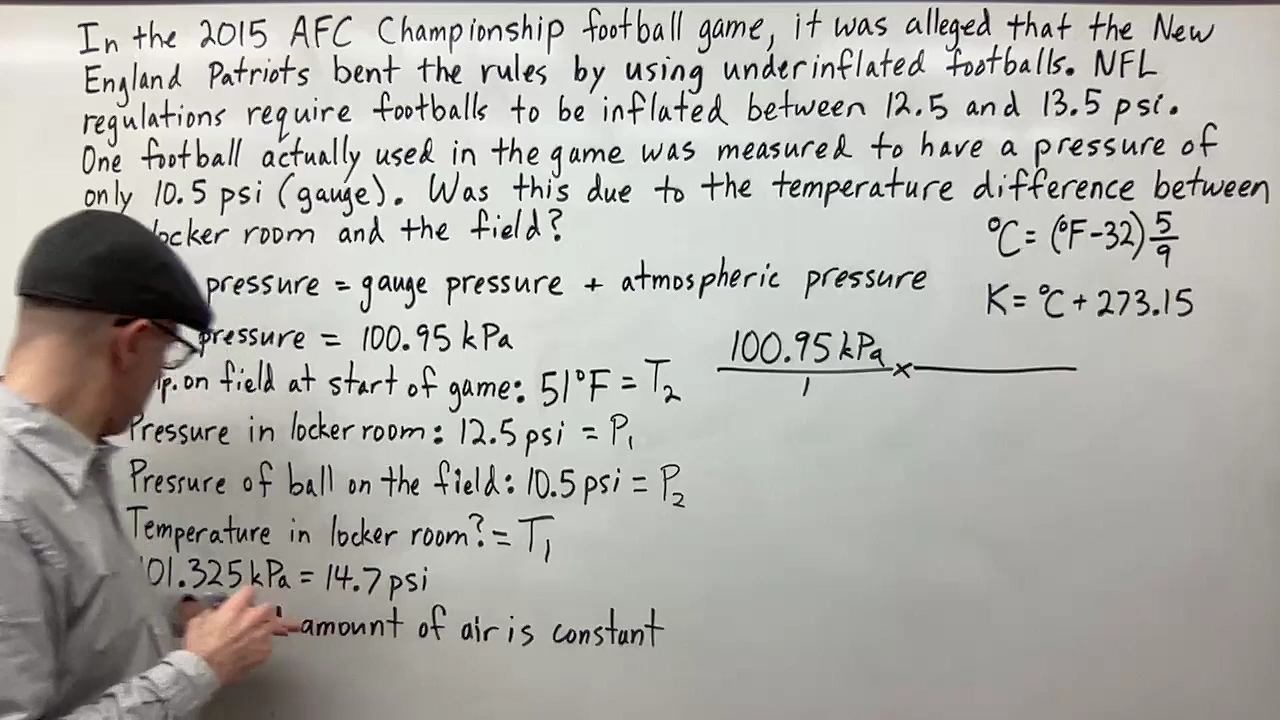 In the 2015 AFC Championship football game, it was alleged that the New
England Patriots bent the rules by using underinflated footballs. NFL
regulations require footballs to be inflated between 12.5 and 13.5 psi.
One football actually used in the game was measured to have a pressure of
only 10.5 psi (gauge). Was this due to the temperature difference between
locker room and the field?
°C = (°F-32) 5/9
pressure = gauge pressure + atmospheric pressure
K = °C + 273.15
pressure = 100.95 kPa
100.95 kPa / 1 ×
on field at start of game: 51°F = T₂
Pressure in locker room: 12.5 psi = P₁
Pressure of ball on the field: 10.5 psi = P₂
Temperature in locker room? = T₁
101.325 kPa = 14.7 psi
amount of air is constant